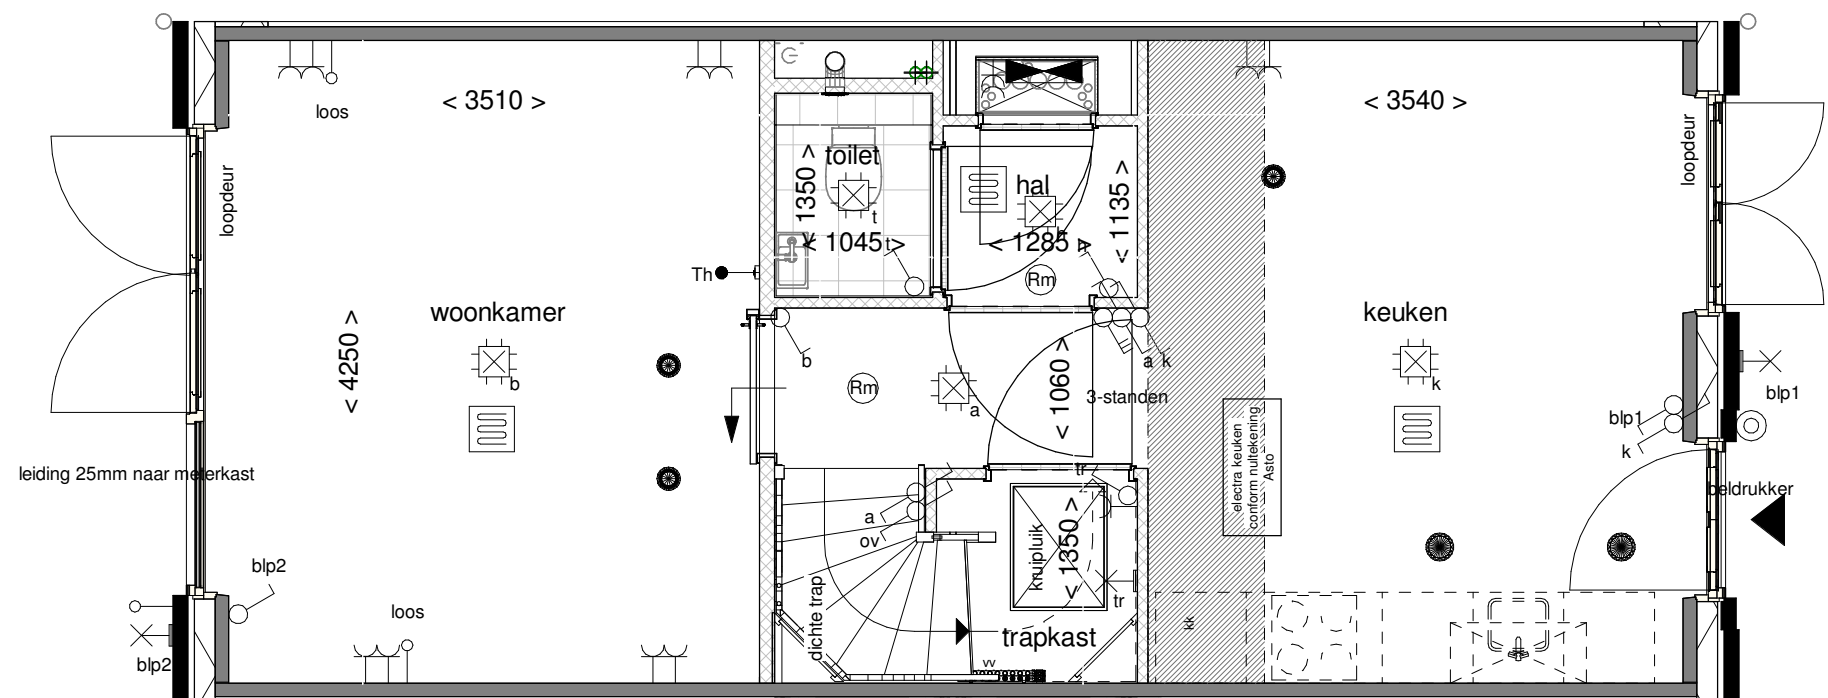 loos
< 3510 >
< 3540 >
loopdeur
loopdeur
toilet
< 1350 >
t
< 1045 >
t
hal
h
< 1285 >
h
< 1135 >
Rm
Th
woonkamer
keuken
< 4250 >
b
b
Rm
a
< 1060 >
a k
3-standen
k
blp1
blp1
k
electra keuken
conform nultekening
Asto
leiding 25mm naar meterkast
beldrukker
tr
a
ov
kruipluik
< 1350 >
blp2
loos
dichte trap
tr
trapkast
kk
vv
blp2